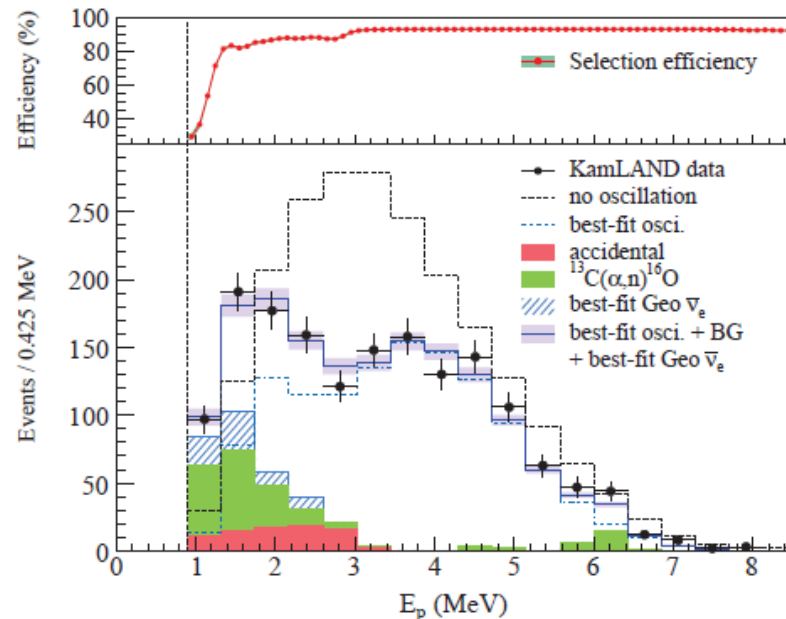 Efficiency (%)
100
80
60
40
Selection efficiency
Events / 0.425 MeV
250
200
150
100
50
0
KamLAND data
no oscillation
best-fit osci.
accidental
¹³C(α,n)¹⁶O
best-fit Geo ν̅ₑ
best-fit osci. + BG
+ best-fit Geo ν̅ₑ
0 1 2 3 4 5 6 7 8
Eₚ (MeV)